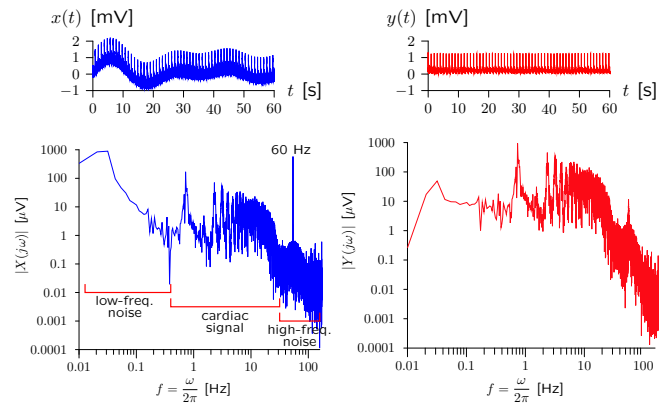 x(t) [mV]
2
1
0
−1
0 10 20 30 40 50 60
t [s]
y(t) [mV]
2
1
0
−1
0 10 20 30 40 50 60
t [s]
|X(jω)| [μV]
1000
100
10
1
0.1
0.01
0.001
0.0001
60 Hz
low-freq.
noise
cardiac
signal
high-freq.
noise
0.01 0.1 1 10 100
f = ω/2π [Hz]
|Y(jω)| [μV]
1000
100
10
1
0.1
0.01
0.001
0.0001
0.01 0.1 1 10 100
f = ω/2π [Hz]